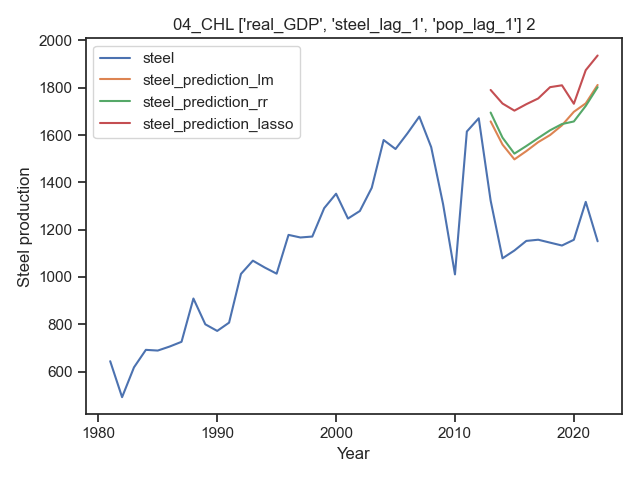 04_CHL ['real_GDP', 'steel_lag_1', 'pop_lag_1'] 2
2000
1800
1600
1400
1200
1000
800
600
Steel production
steel
steel_prediction_lm
steel_prediction_rr
steel_prediction_lasso
1980
1990
2000
2010
2020
Year